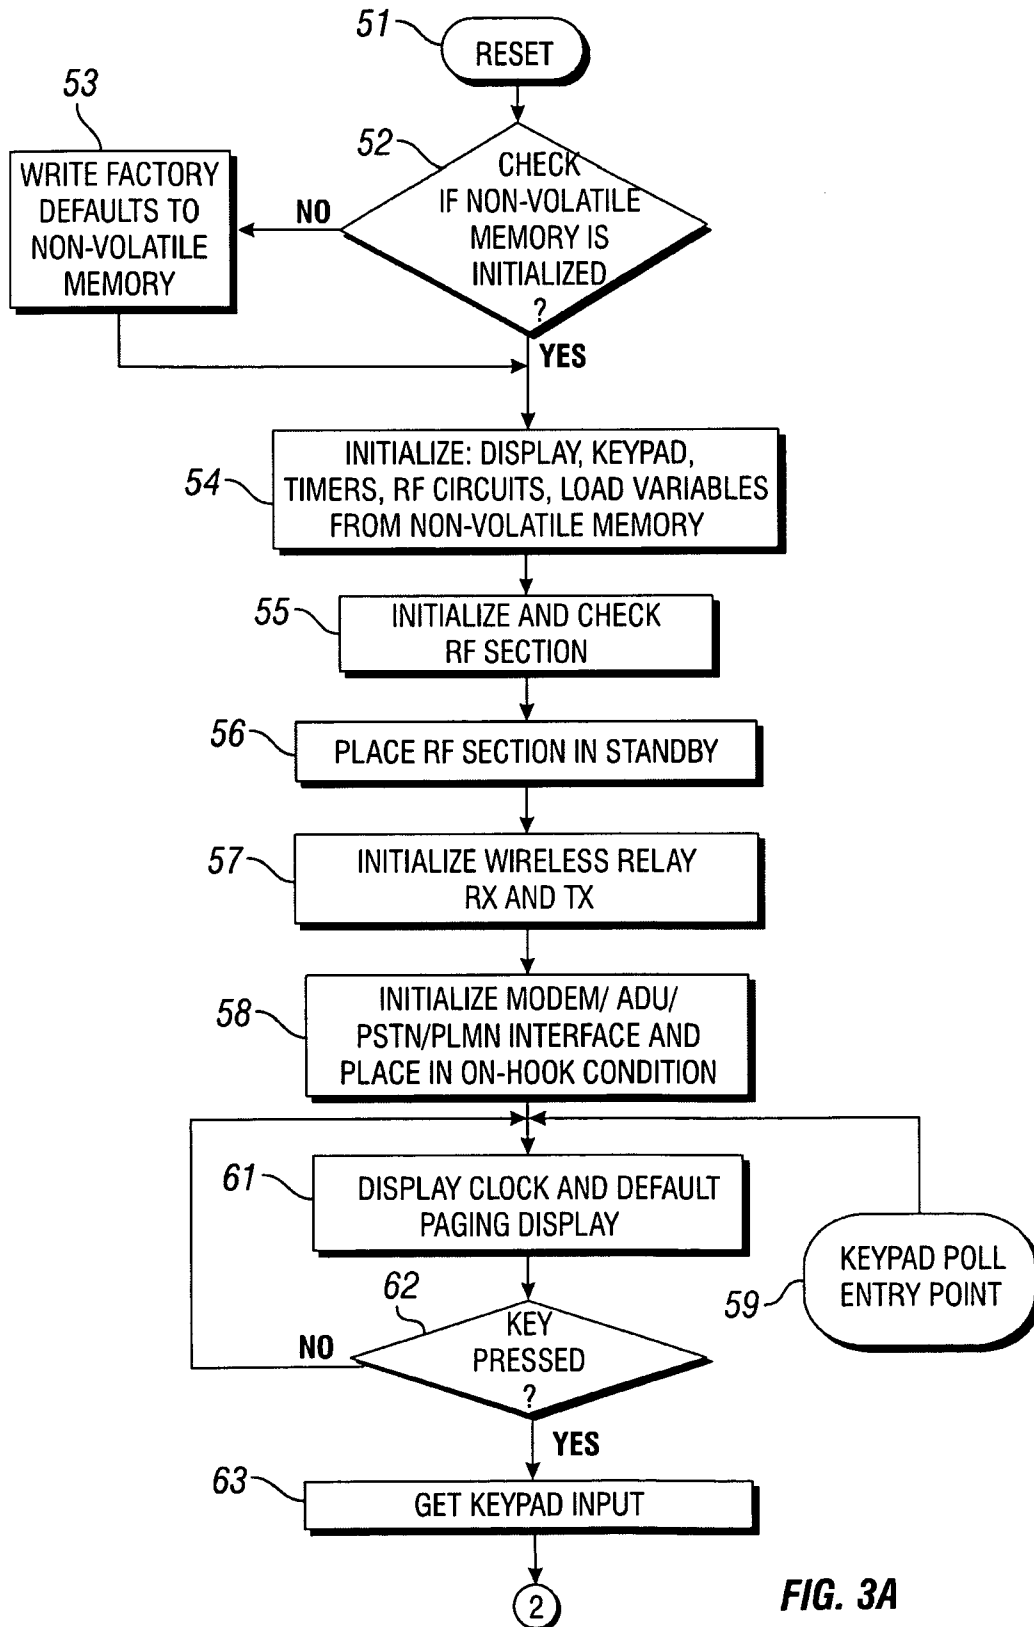 51
RESET
53
52
WRITE FACTORY
DEFAULTS TO
NON-VOLATILE
MEMORY
NO
CHECK
IF NON-VOLATILE
MEMORY IS
INITIALIZED
?
YES
54
INITIALIZE: DISPLAY, KEYPAD,
TIMERS, RF CIRCUITS, LOAD VARIABLES
FROM NON-VOLATILE MEMORY
55
INITIALIZE AND CHECK
RF SECTION
56
PLACE RF SECTION IN STANDBY
57
INITIALIZE WIRELESS RELAY
RX AND TX
58
INITIALIZE MODEM/ ADU/
PSTN/PLMN INTERFACE AND
PLACE IN ON-HOOK CONDITION
61
DISPLAY CLOCK AND DEFAULT
PAGING DISPLAY
59
KEYPAD POLL
ENTRY POINT
62
KEY
PRESSED
?
NO
YES
63
GET KEYPAD INPUT
2
FIG. 3A